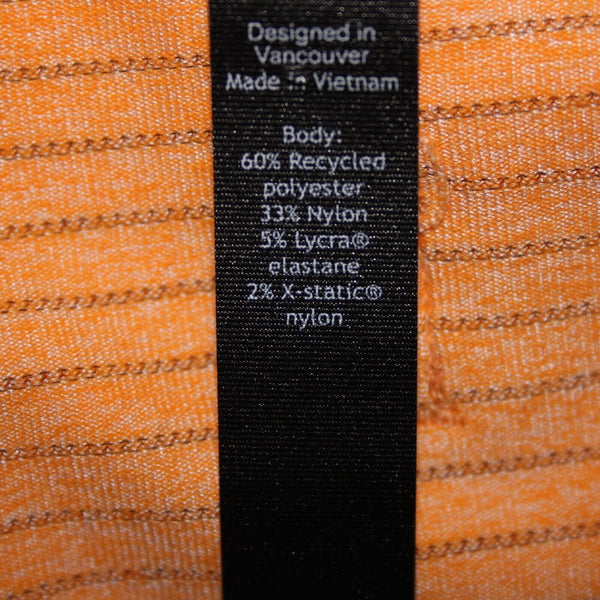 Designed in
Vancouver
Made in Vietnam
Body:
60% Recycled
polyester
33% Nylon
5% Lycra®
elastane
2% X-static®
nylon